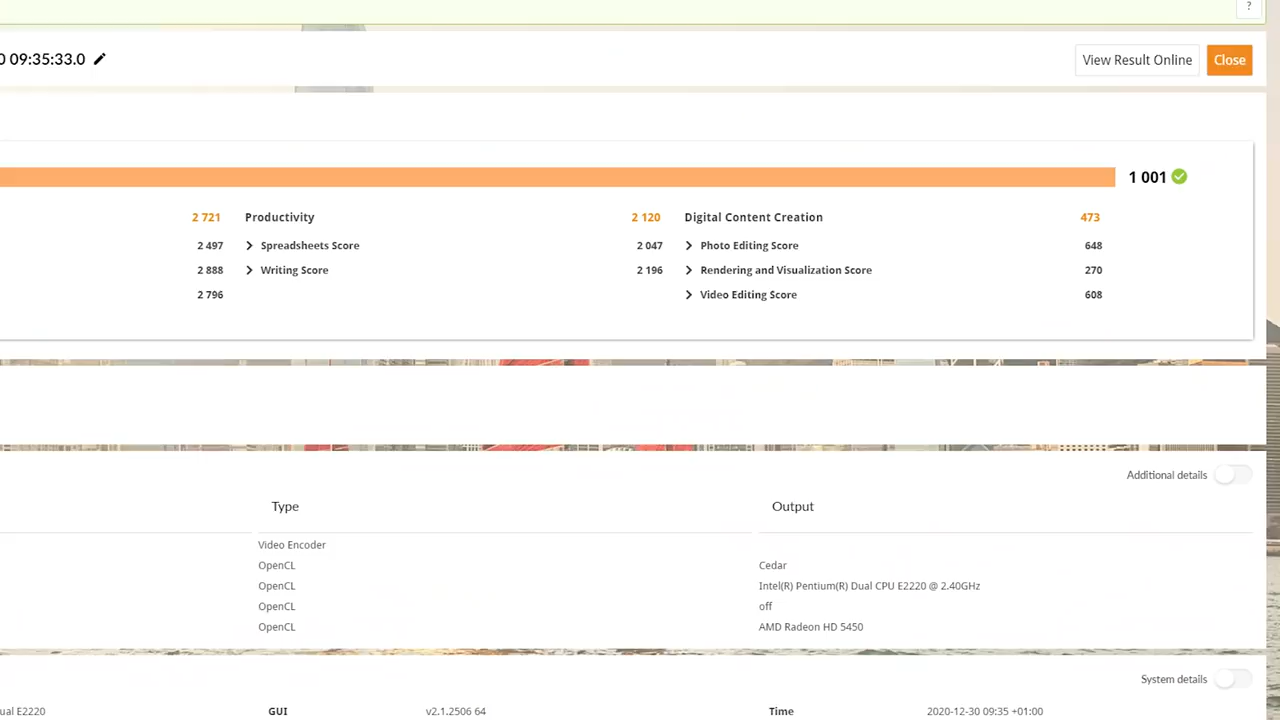 ?
0 09:35:33.0
View Result Online
Close
1 001
2 721 Productivity 2 120 Digital Content Creation 473
2 497 Spreadsheets Score 2 047 Photo Editing Score 648
2 888 Writing Score 2 196 Rendering and Visualization Score 270
2 796 Video Editing Score 608
Additional details
Type Output
Video Encoder
OpenCL Cedar
OpenCL Intel(R) Pentium(R) Dual CPU E2220 @ 2.40GHz
OpenCL off
OpenCL AMD Radeon HD 5450
System details
ual E2220 GUI v2.1.2506 64 Time 2020-12-30 09:35 +01:00